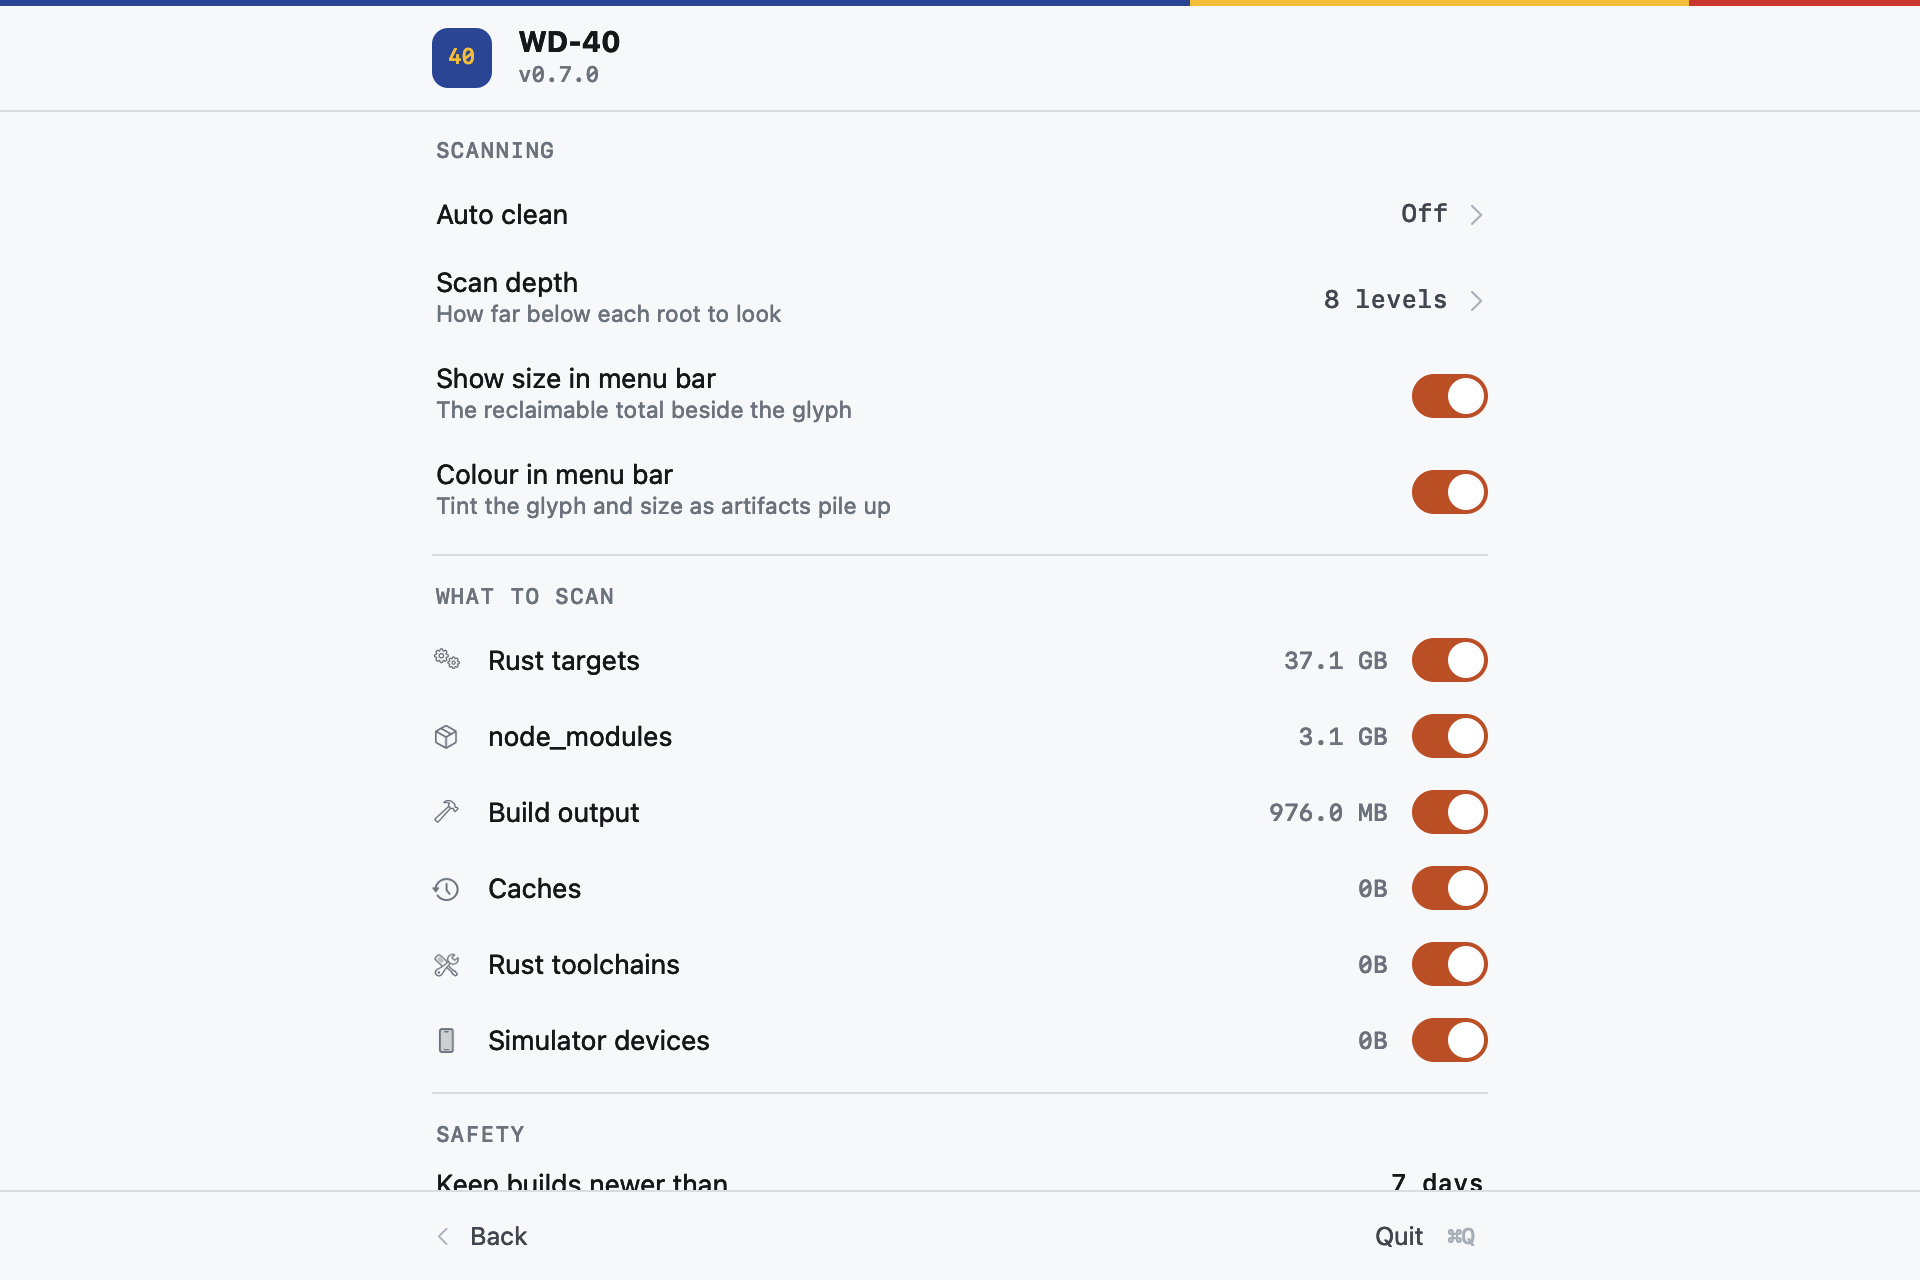 40
WD-40
v0.7.0
SCANNING
Auto clean
Off
Scan depth
How far below each root to look
8 levels
Show size in menu bar
The reclaimable total beside the glyph
Colour in menu bar
Tint the glyph and size as artifacts pile up
WHAT TO SCAN
Rust targets
37.1 GB
node_modules
3.1 GB
Build output
976.0 MB
Caches
0B
Rust toolchains
0B
Simulator devices
0B
SAFETY
Keep builds newer than
7 days
Back
Quit ⌘Q